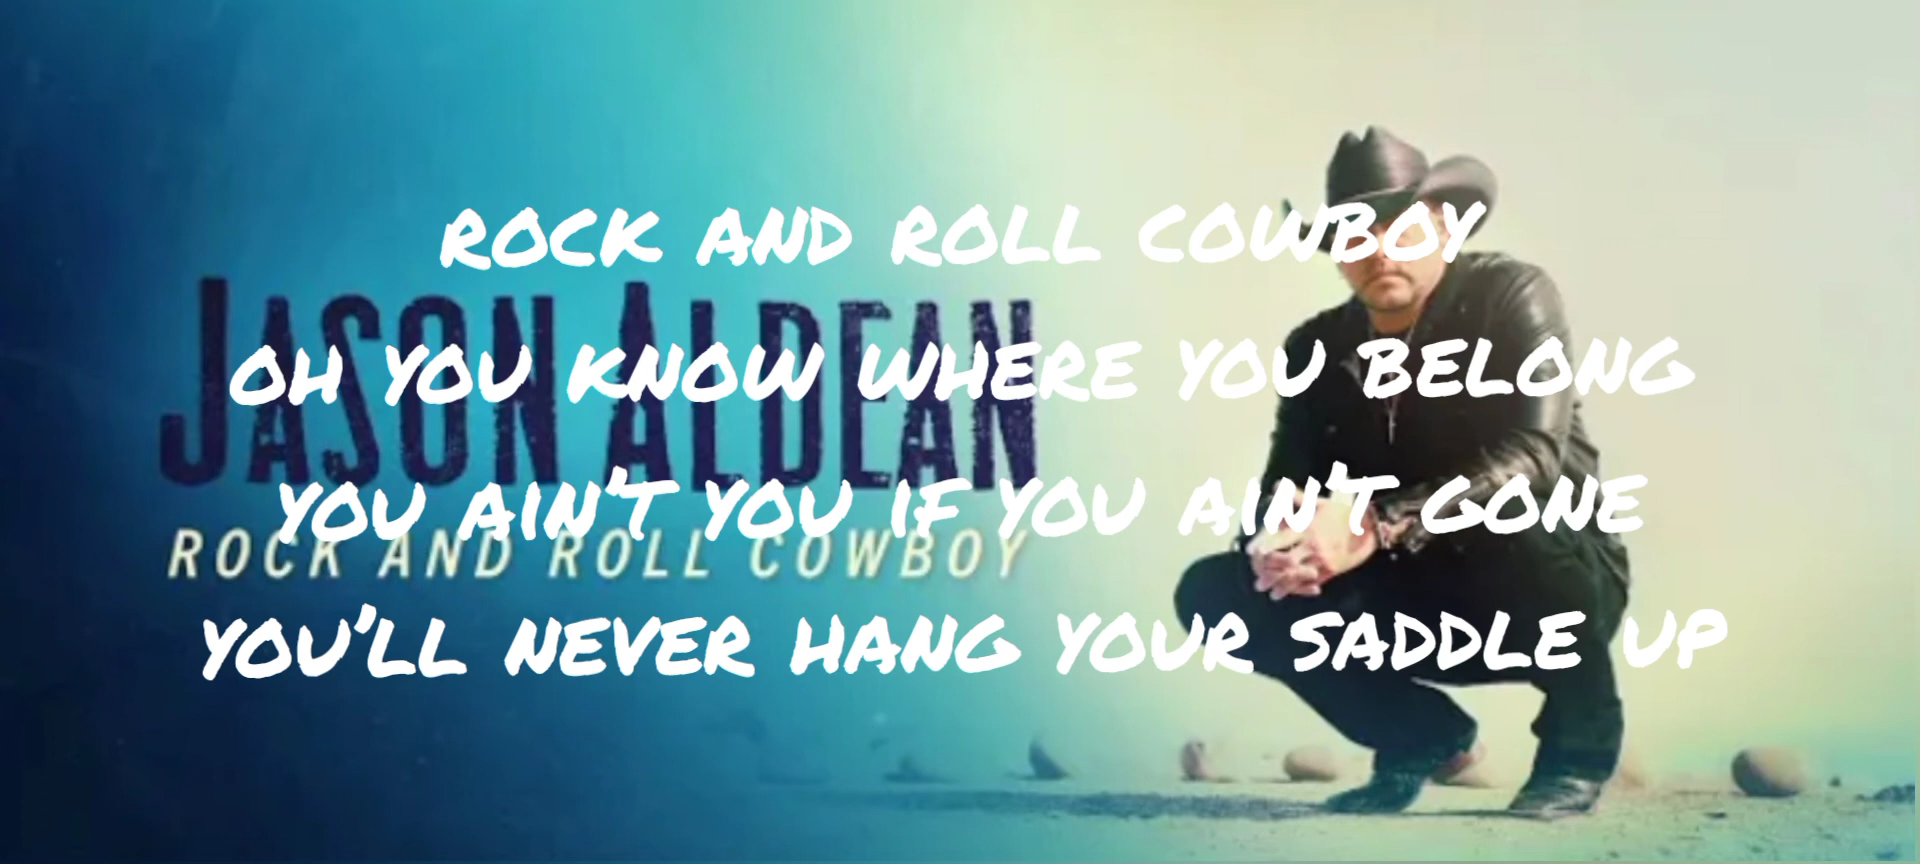 ROCK AND ROLL COWBOY
OH YOU KNOW WHERE YOU BELONG
JASON ALDEAN
YOU AIN'T YOU IF YOU AIN'T GONE
ROCK AND ROLL COWBOY
YOU'LL NEVER HANG YOUR SADDLE UP